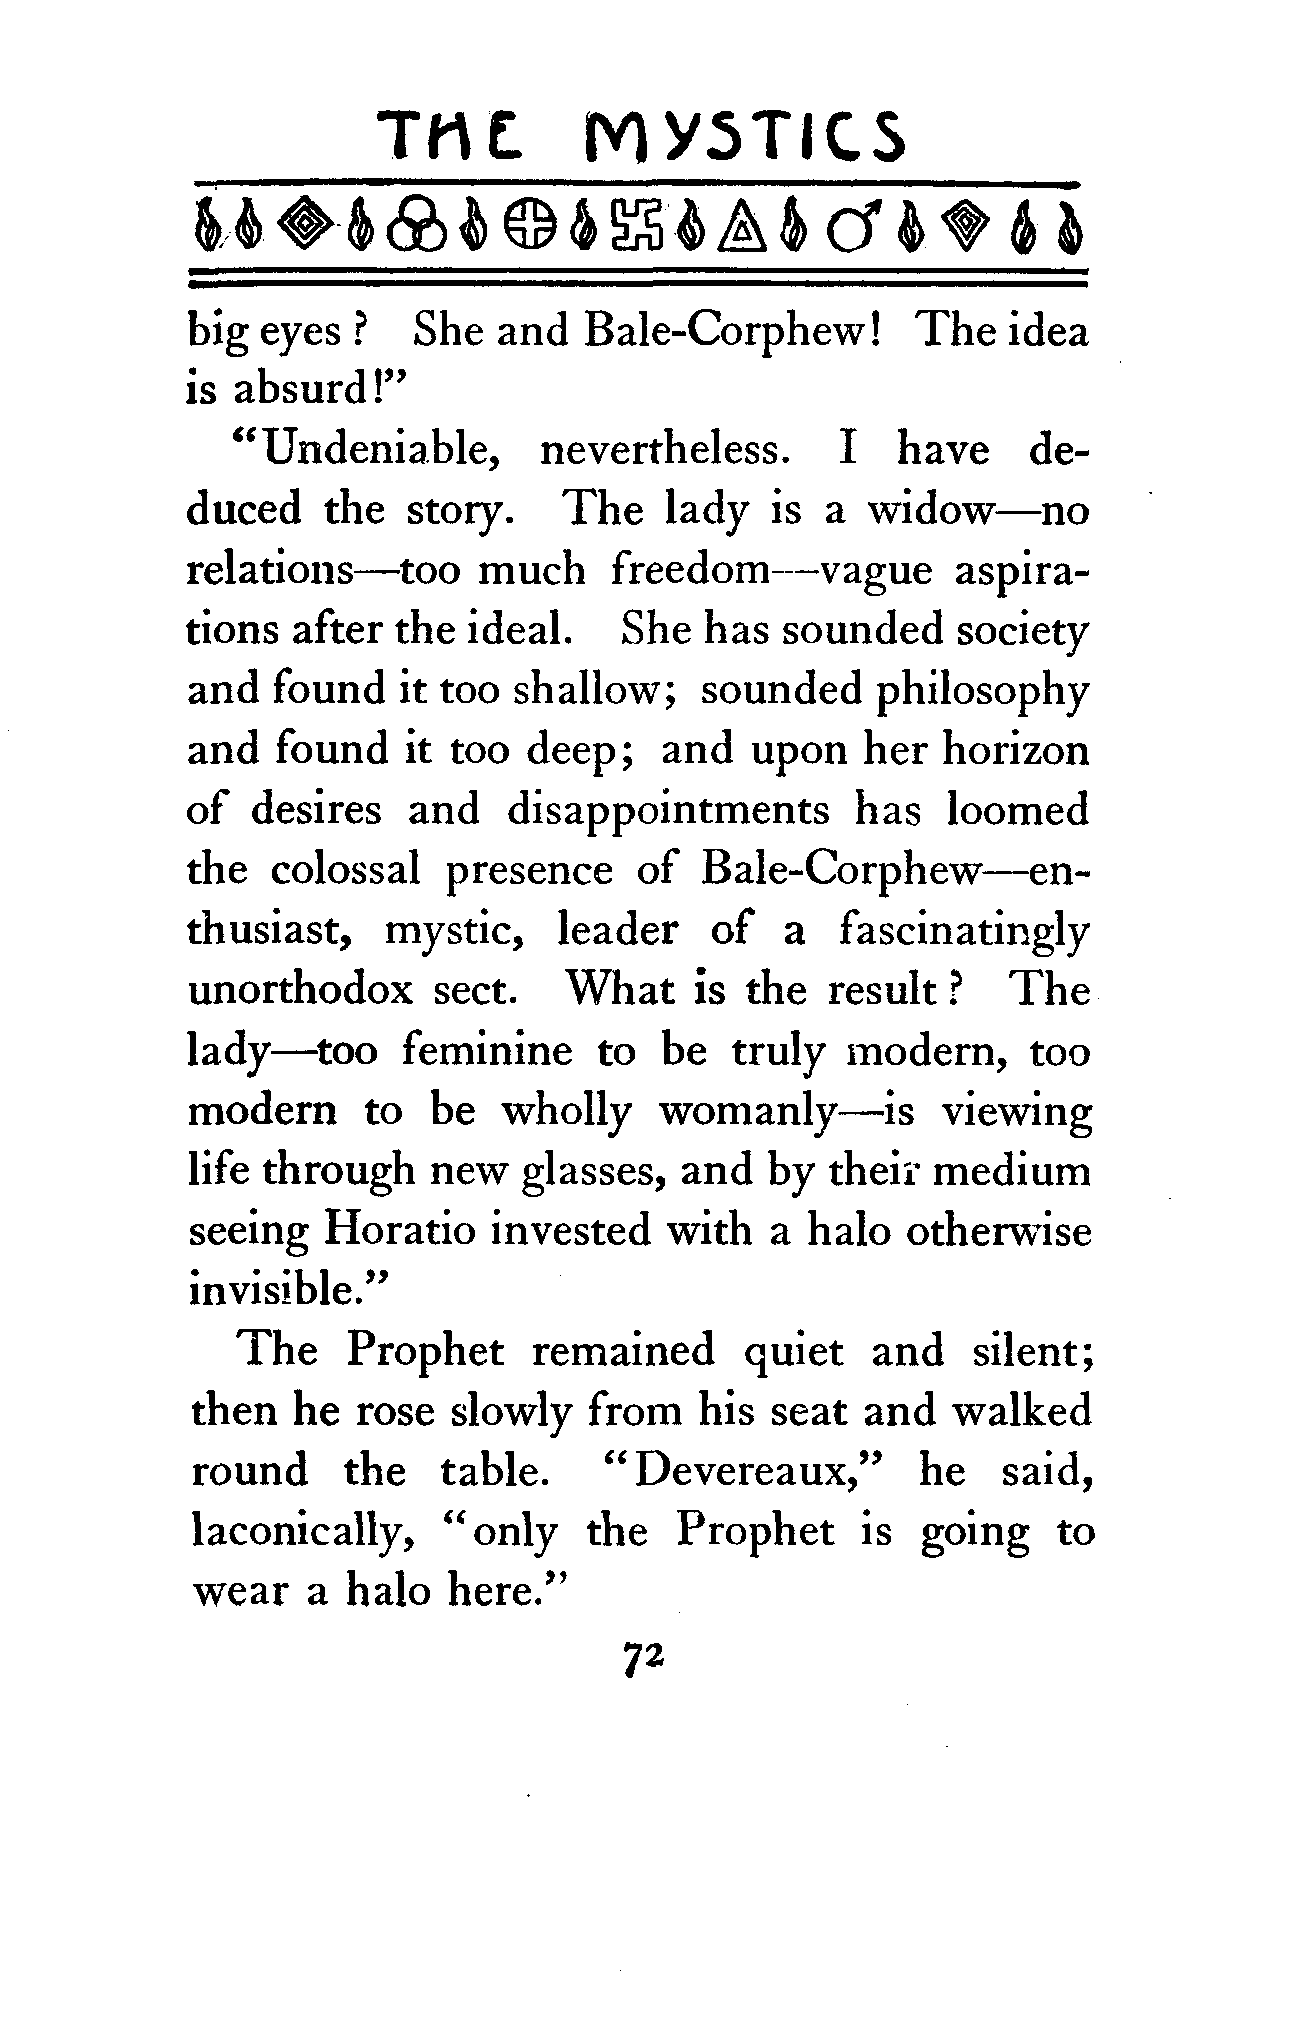 THE MYSTICS
big eyes? She and Bale-Corphew! The idea
is absurd!”
“Undeniable, nevertheless. I have de-
duced the story. The lady is a widow—no
relations—too much freedom—vague aspira-
tions after the ideal. She has sounded society
and found it too shallow; sounded philosophy
and found it too deep; and upon her horizon
of desires and disappointments has loomed
the colossal presence of Bale-Corphew—en-
thusiast, mystic, leader of a fascinatingly
unorthodox sect. What is the result? The
lady—too feminine to be truly modern, too
modern to be wholly womanly—is viewing
life through new glasses, and by their medium
seeing Horatio invested with a halo otherwise
invisible.”
The Prophet remained quiet and silent;
then he rose slowly from his seat and walked
round the table. “Devereaux,” he said,
laconically, “only the Prophet is going to
wear a halo here.”
72